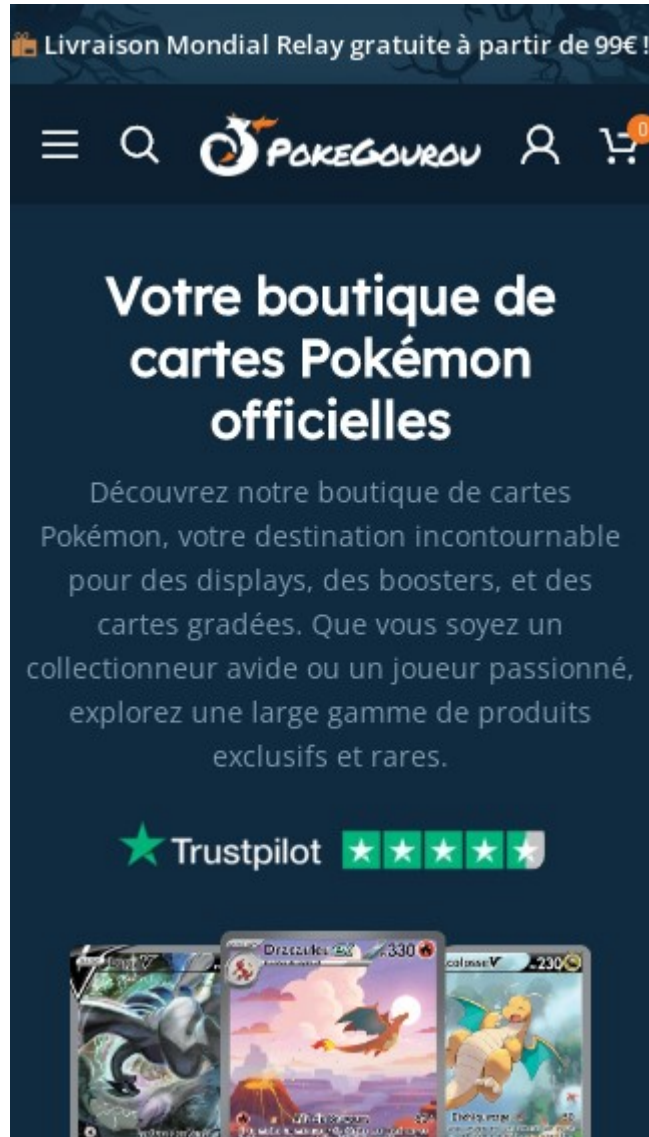 Livraison Mondial Relay gratuite à partir de 99€ !
POKEGOUROU
0
Votre boutique de
cartes Pokémon
officielles
Découvrez notre boutique de cartes
Pokémon, votre destination incontournable
pour des displays, des boosters, et des
cartes gradées. Que vous soyez un
collectionneur avide ou un joueur passionné,
explorez une large gamme de produits
exclusifs et rares.
Trustpilot
Dracaufeu ex 330
colosse V 230